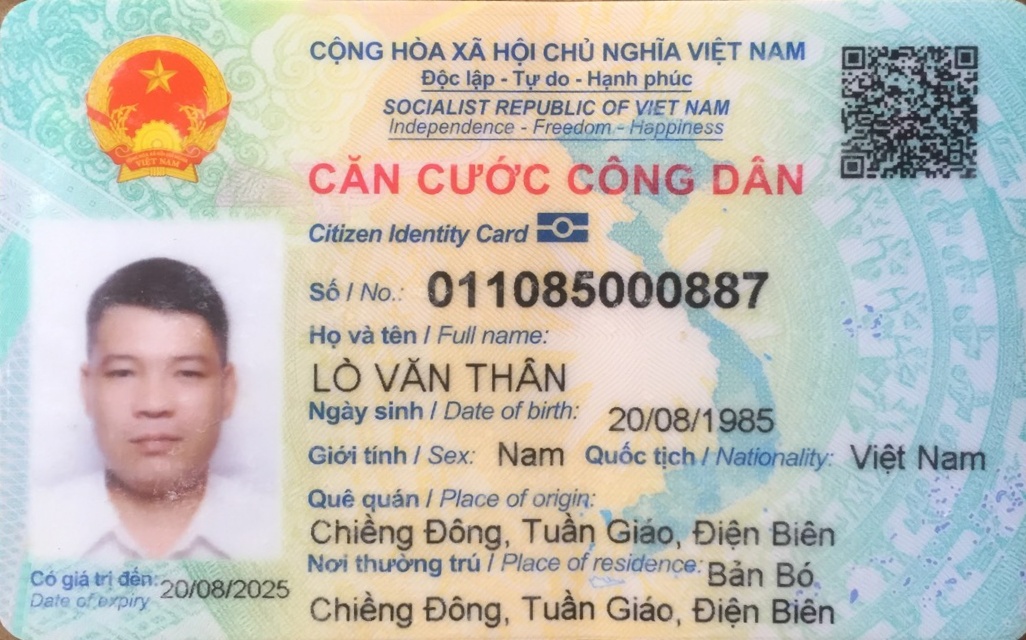 CỘNG HÒA XÃ HỘI CHỦ NGHĨA VIỆT NAM
Độc lập - Tự do - Hạnh phúc
SOCIALIST REPUBLIC OF VIET NAM
Independence - Freedom - Happiness
CĂN CƯỚC CÔNG DÂN
Citizen Identity Card
Số / No.: 011085000887
Họ và tên / Full name:
LÒ VĂN THÂN
Ngày sinh / Date of birth: 20/08/1985
Giới tính / Sex: Nam Quốc tịch / Nationality: Việt Nam
Quê quán / Place of origin:
Chiềng Đông, Tuần Giáo, Điện Biên
Nơi thường trú / Place of residence: Bản Bó
Chiềng Đông, Tuần Giáo, Điện Biên
Có giá trị đến: 20/08/2025
Date of expiry
VIỆT NAM